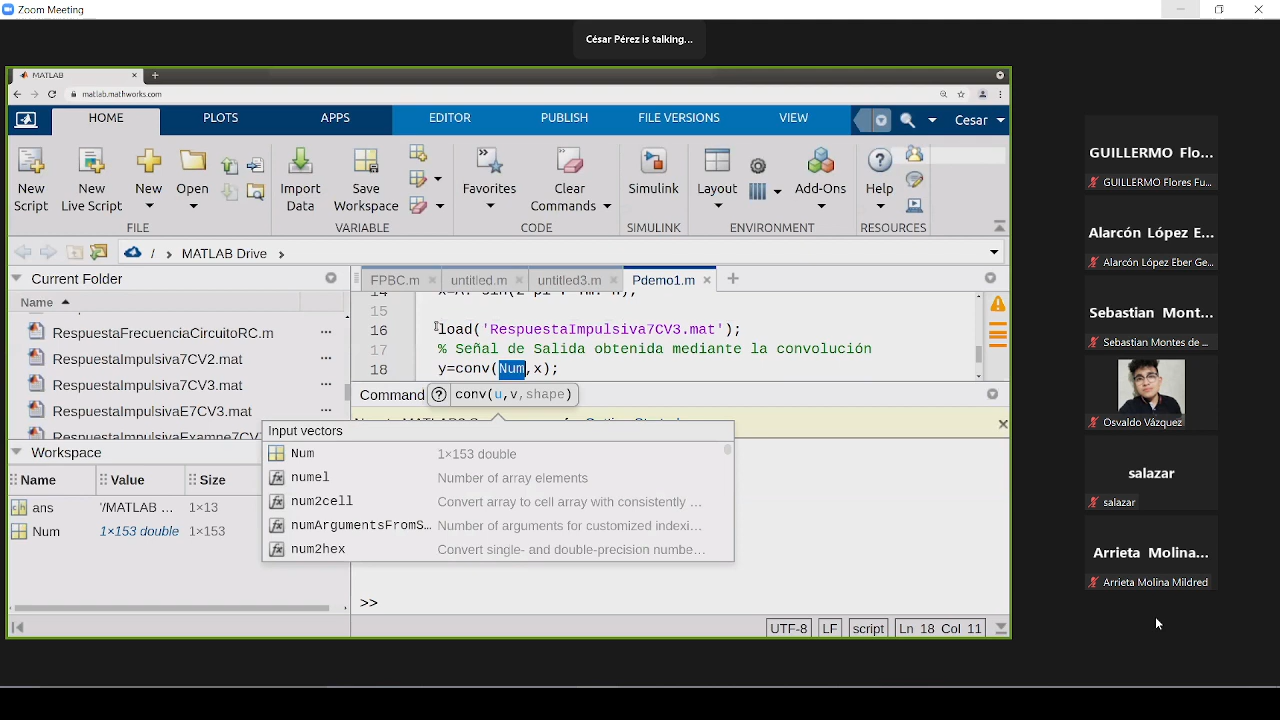 Zoom Meeting
César Pérez is talking...
MATLAB
matlab.mathworks.com
HOME
PLOTS
APPS
EDITOR
PUBLISH
FILE VERSIONS
VIEW
Cesar
New
Script
New
Live Script
New
Open
Import
Data
Save
Workspace
Favorites
Clear
Commands
Simulink
Layout
Add-Ons
Help
FILE
VARIABLE
CODE
SIMULINK
ENVIRONMENT
RESOURCES
/ MATLAB Drive
Current Folder
Name
RespuestaFrecuenciaCircuitoRC.m
RespuestaImpulsiva7CV2.mat
RespuestaImpulsiva7CV3.mat
RespuestaImpulsivaE7CV3.mat
RespuestaImpulsivaExamne7CV
Workspace
Name
Value
Size
ans
'/MATLAB ...
1×13
Num
1×153 double
1×153
FPBC.m
untitled.m
untitled3.m
Pdemo1.m
14
15
16 load('RespuestaImpulsiva7CV3.mat');
17 % Señal de Salida obtenida mediante la convolución
18 y=conv(Num,x);
Command
conv(u,v,shape)
Input vectors
Num 1×153 double
numel Number of array elements
num2cell Convert array to cell array with consistently ...
numArgumentsFromS... Number of arguments for customized indexi...
num2hex Convert single- and double-precision numbe...
>>
UTF-8
LF
script
Ln 18 Col 11
GUILLERMO Flo...
GUILLERMO Flores Fu...
Alarcón López E...
Alarcón López Eber Ge...
Sebastian Mont...
Sebastian Montes de ...
Osvaldo Vázquez
salazar
salazar
Arrieta Molina...
Arrieta Molina Mildred